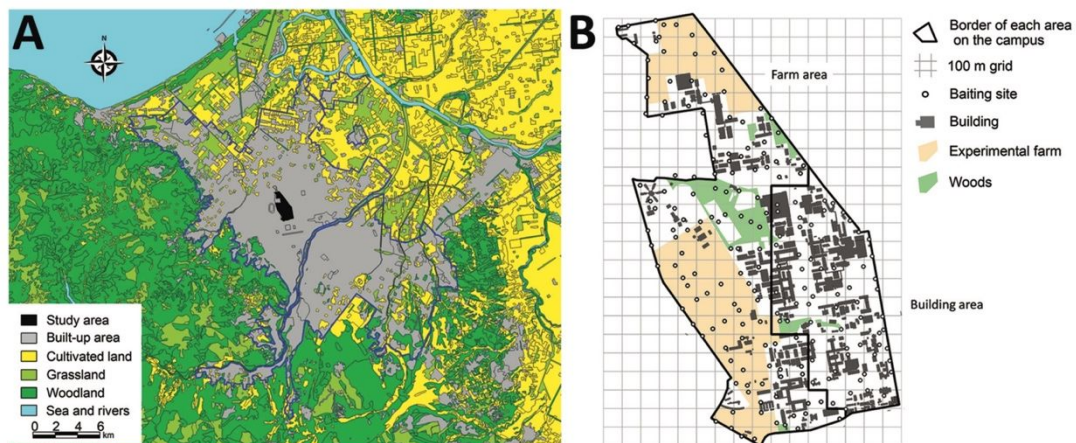 A
Study area
Built-up area
Cultivated land
Grassland
Woodland
Sea and rivers
0 2 4 6
km
B
Farm area
Building area
Border of each area
on the campus
100 m grid
Baiting site
Building
Experimental farm
Woods